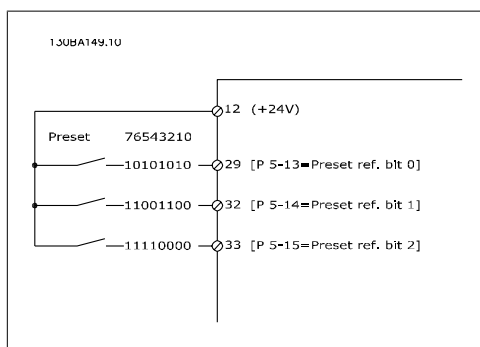 130BA149.10
12 (+24V)
Preset 76543210
10101010 29 [P 5-13=Preset ref. bit 0]
11001100 32 [P 5-14=Preset ref. bit 1]
11110000 33 [P 5-15=Preset ref. bit 2]